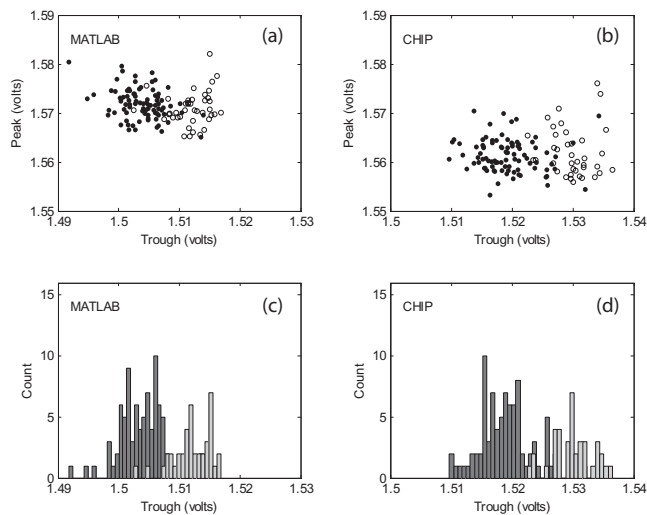 1.59
MATLAB
(a)
1.58
1.57
1.56
1.55
1.49
1.5
1.51
1.52
1.53
Peak (volts)
Trough (volts)
1.59
CHIP
(b)
1.58
1.57
1.56
1.55
1.5
1.51
1.52
1.53
1.54
Peak (volts)
Trough (volts)
15
MATLAB
(c)
10
5
0
1.49
1.5
1.51
1.52
1.53
Count
Trough (volts)
15
CHIP
(d)
10
5
0
1.5
1.51
1.52
1.53
1.54
Count
Trough (volts)